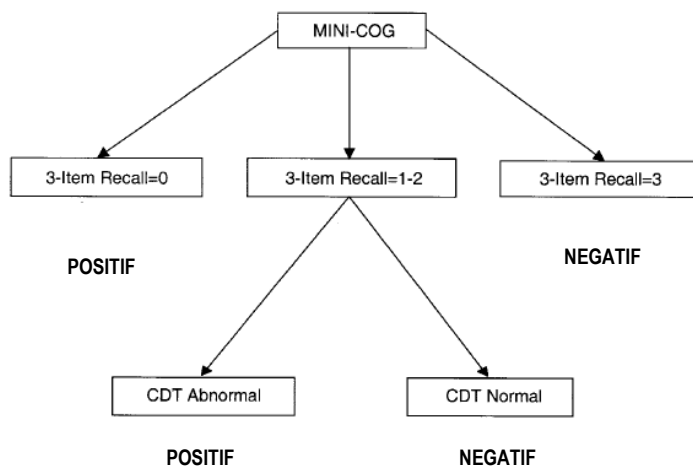 MINI-COG
3-Item Recall=0
3-Item Recall=1-2
3-Item Recall=3
POSITIF
NEGATIF
CDT Abnormal
CDT Normal
POSITIF
NEGATIF